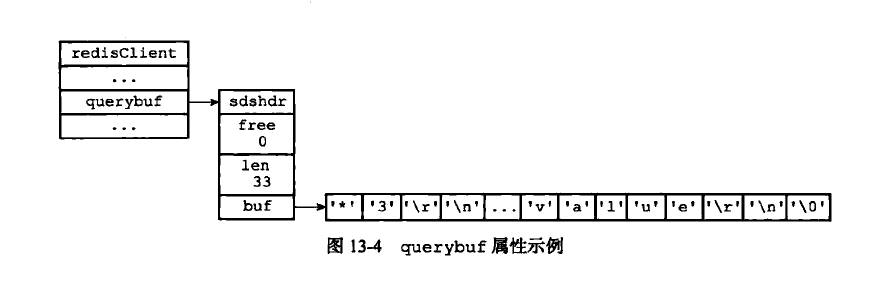 redisClient
...
querybuf
...
sdshdr
free
0
len
33
buf
'*' '3' '\r' '\n' ... 'v' 'a' 'l' 'u' 'e' '\r' '\n' '\0'
图 13-4 querybuf 属性示例